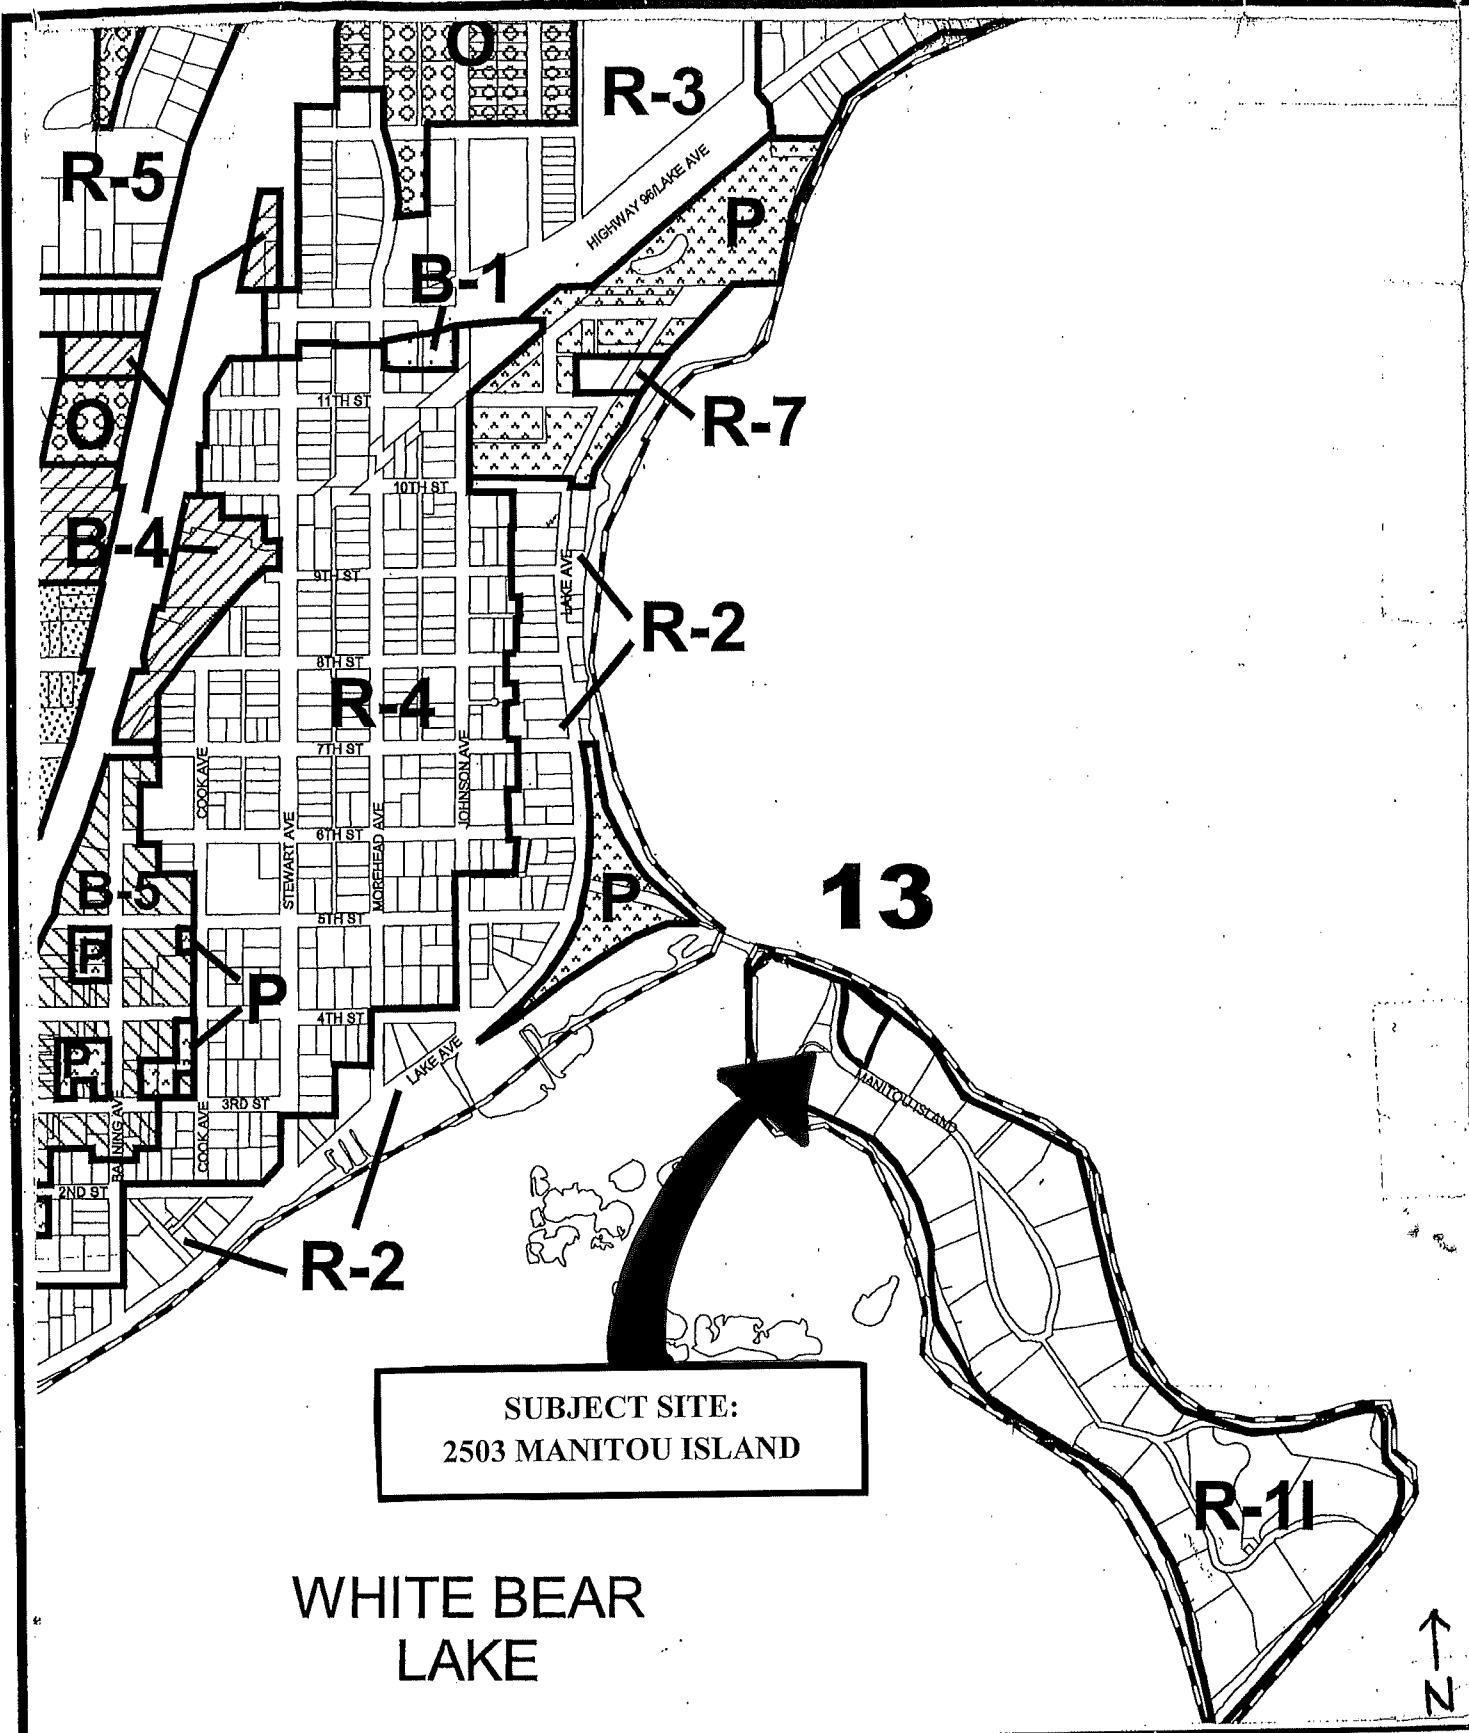 O
R-3
R-5
HIGHWAY 96/LAKE AVE
P
B-1
11TH ST
O
R-7
10TH ST
B-4
9TH ST
LAKE AVE
R-2
8TH ST
R-4
7TH ST
COOK AVE
JOHNSON AVE
STEWART AVE
MOREHEAD AVE
6TH ST
B-5
P
13
5TH ST
P
P
4TH ST
LAKE AVE
P
MANITOU ISLAND
3RD ST
BANNING AVE
COOK AVE
2ND ST
R-2
SUBJECT SITE:
2503 MANITOU ISLAND
R-1I
WHITE BEAR
LAKE
N